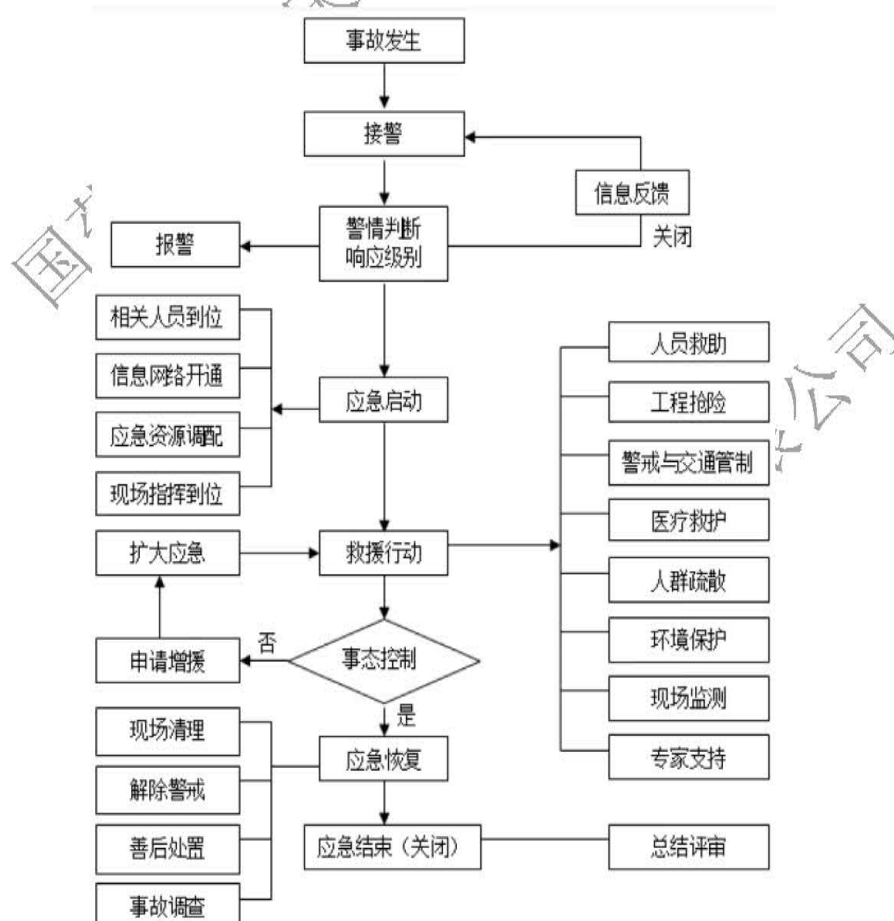 事故发生
接警
信息反馈
关闭
报警
警情判断
响应级别
相关人员到位
信息网络开通
应急资源调配
现场指挥到位
应急启动
人员救助
工程抢险
警戒与交通管制
医疗救护
人群疏散
环境保护
现场监测
专家支持
扩大应急
救援行动
申请增援
否
事态控制
是
现场清理
解除警戒
善后处置
事故调查
应急恢复
应急结束（关闭）
总结评审
国
公司